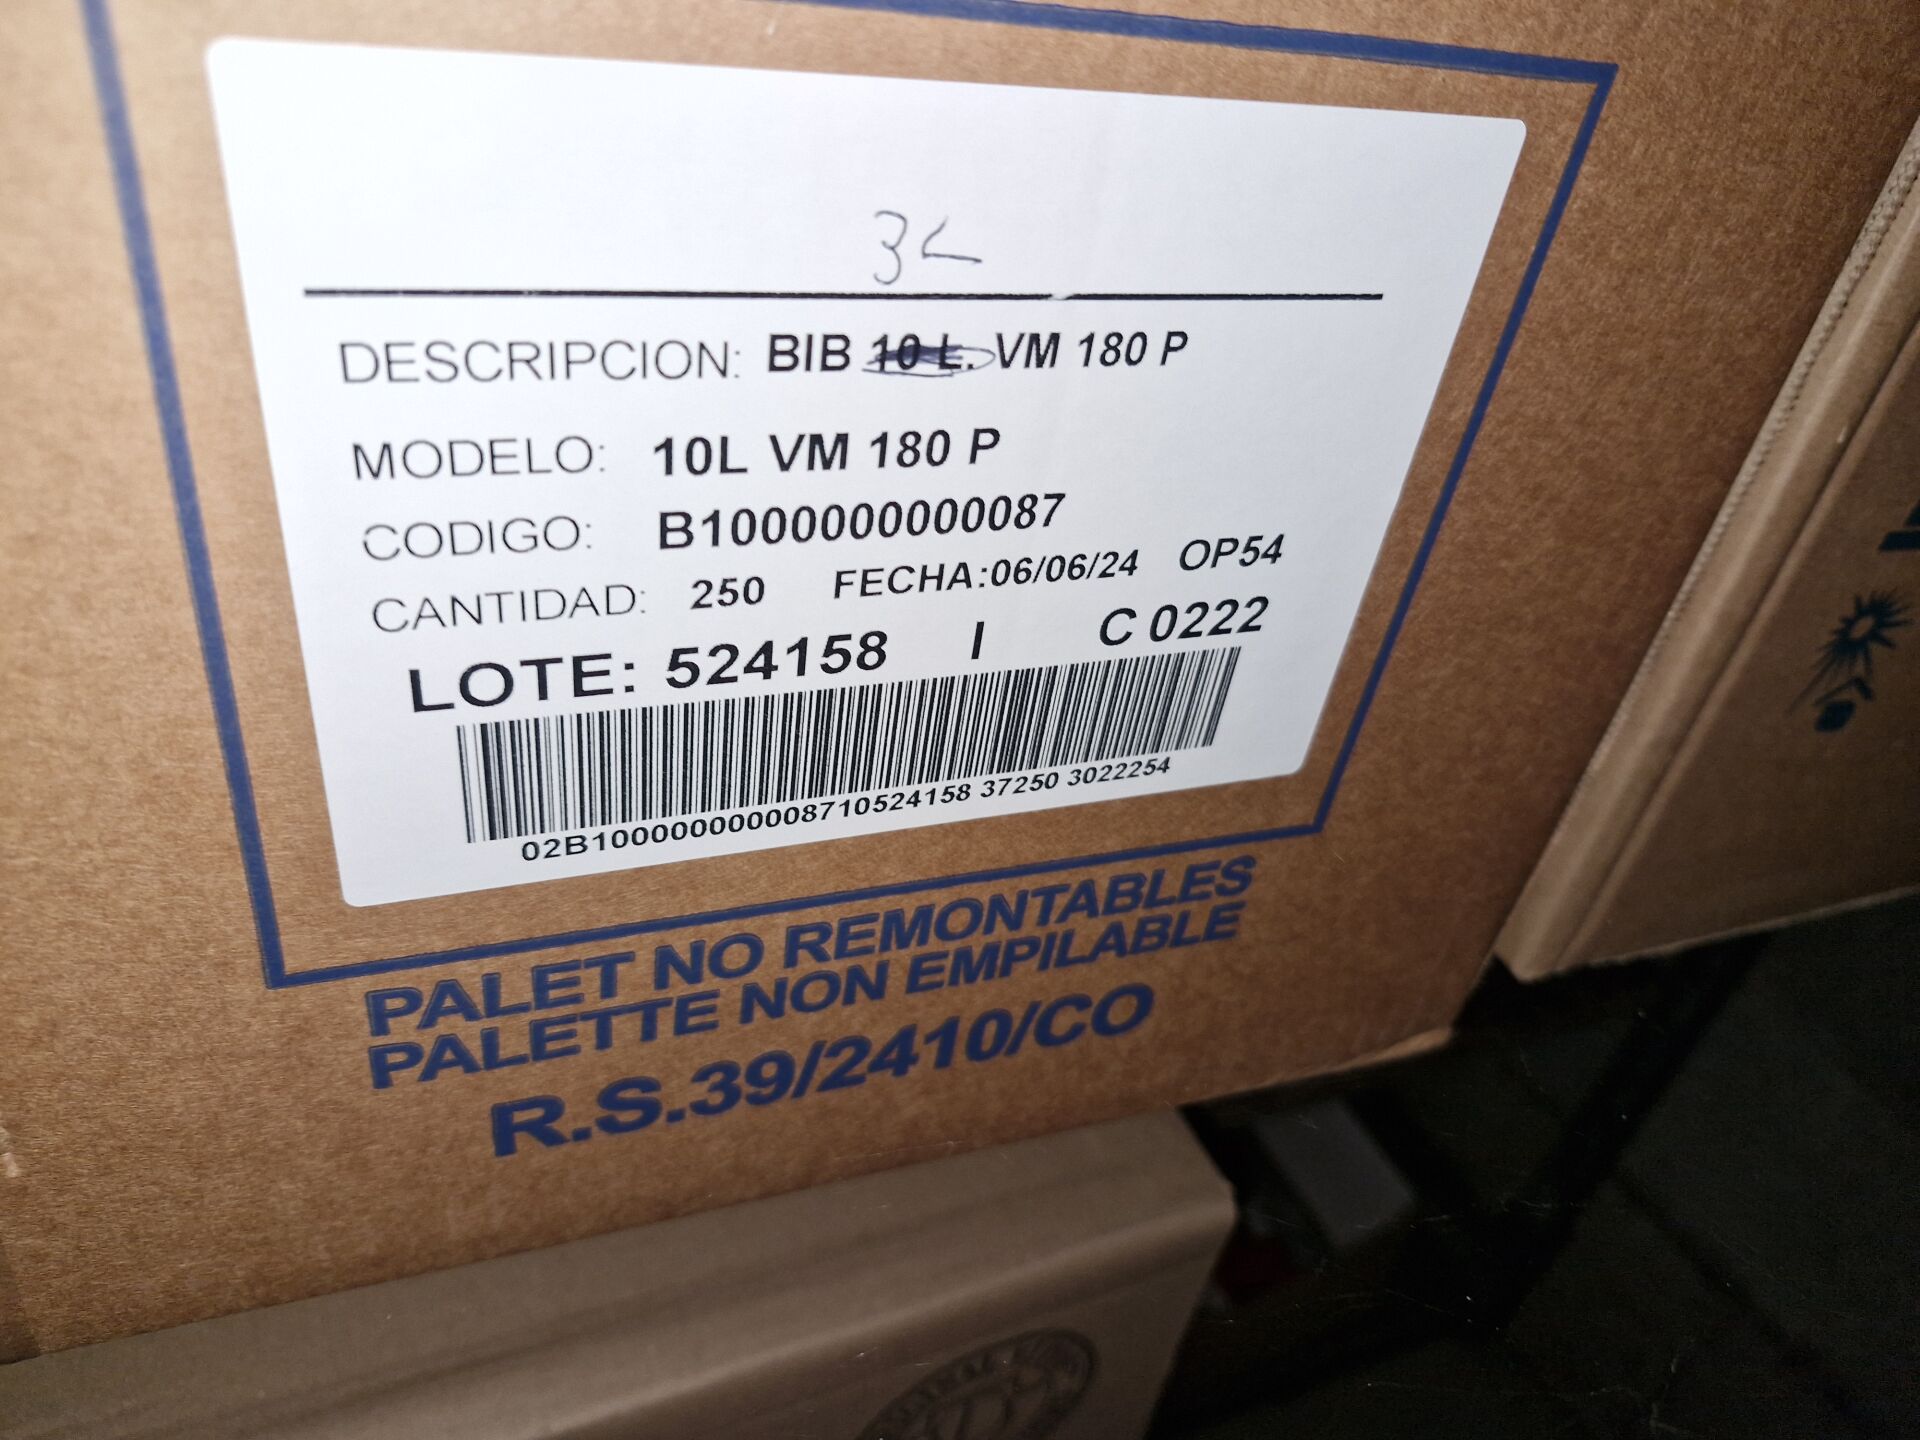 3L
DESCRIPCION: BIB 10 L. VM 180 P
MODELO: 10L VM 180 P
CODIGO: B1000000000087
CANTIDAD: 250 FECHA:06/06/24 OP54
LOTE: 524158 I C 0222
02B100000000008710524158 37250 3022254
PALET NO REMONTABLES
PALETTE NON EMPILABLE
R.S.39/2410/CO